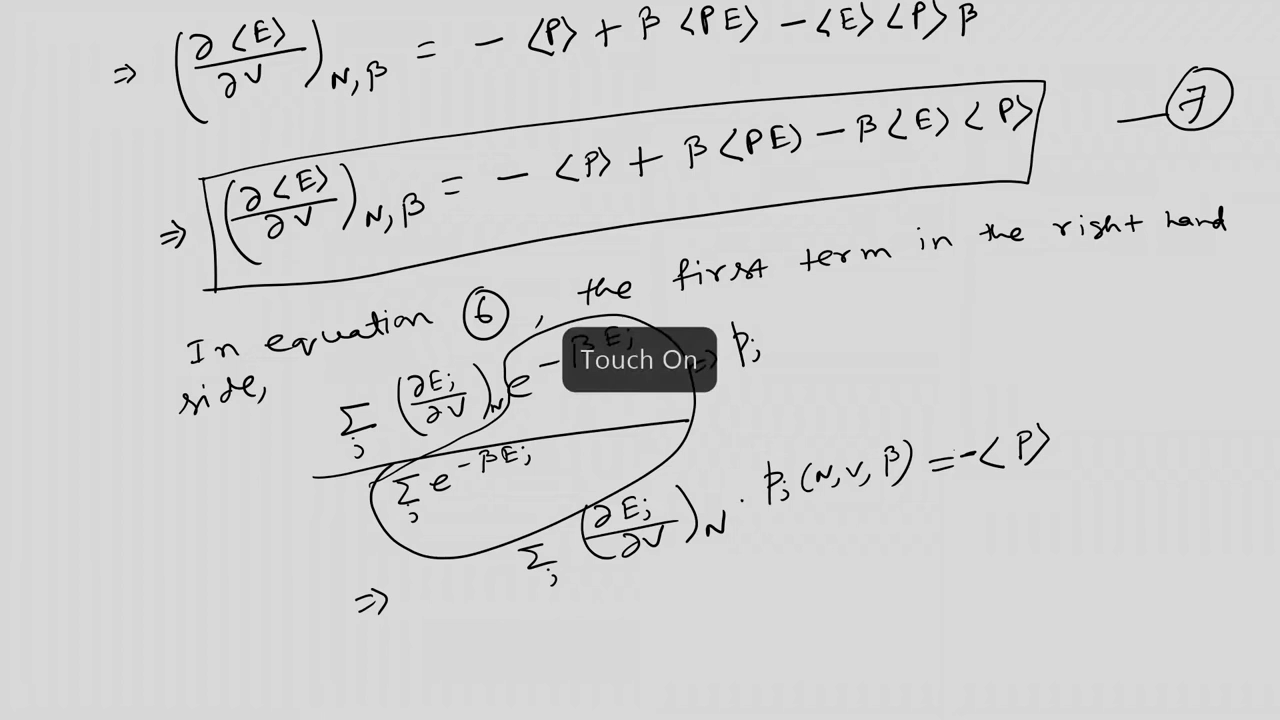 ⇒ (∂⟨E⟩/∂V)_{N,β} = - ⟨P⟩ + β ⟨PE⟩ - ⟨E⟩⟨P⟩ β
⇒ (∂⟨E⟩/∂V)_{N,β} = - ⟨P⟩ + β⟨PE⟩ - β⟨E⟩⟨P⟩ — 7
In equation 6, the first term in the right hand
side,
Σ_j (∂E_j/∂V)_N e^{-βE_j} / Σ_j e^{-βE_j} ⇒ p_j
Touch On
Σ_j (∂E_j/∂V)_N . p_j (N, V, β) = -⟨P⟩
⇒